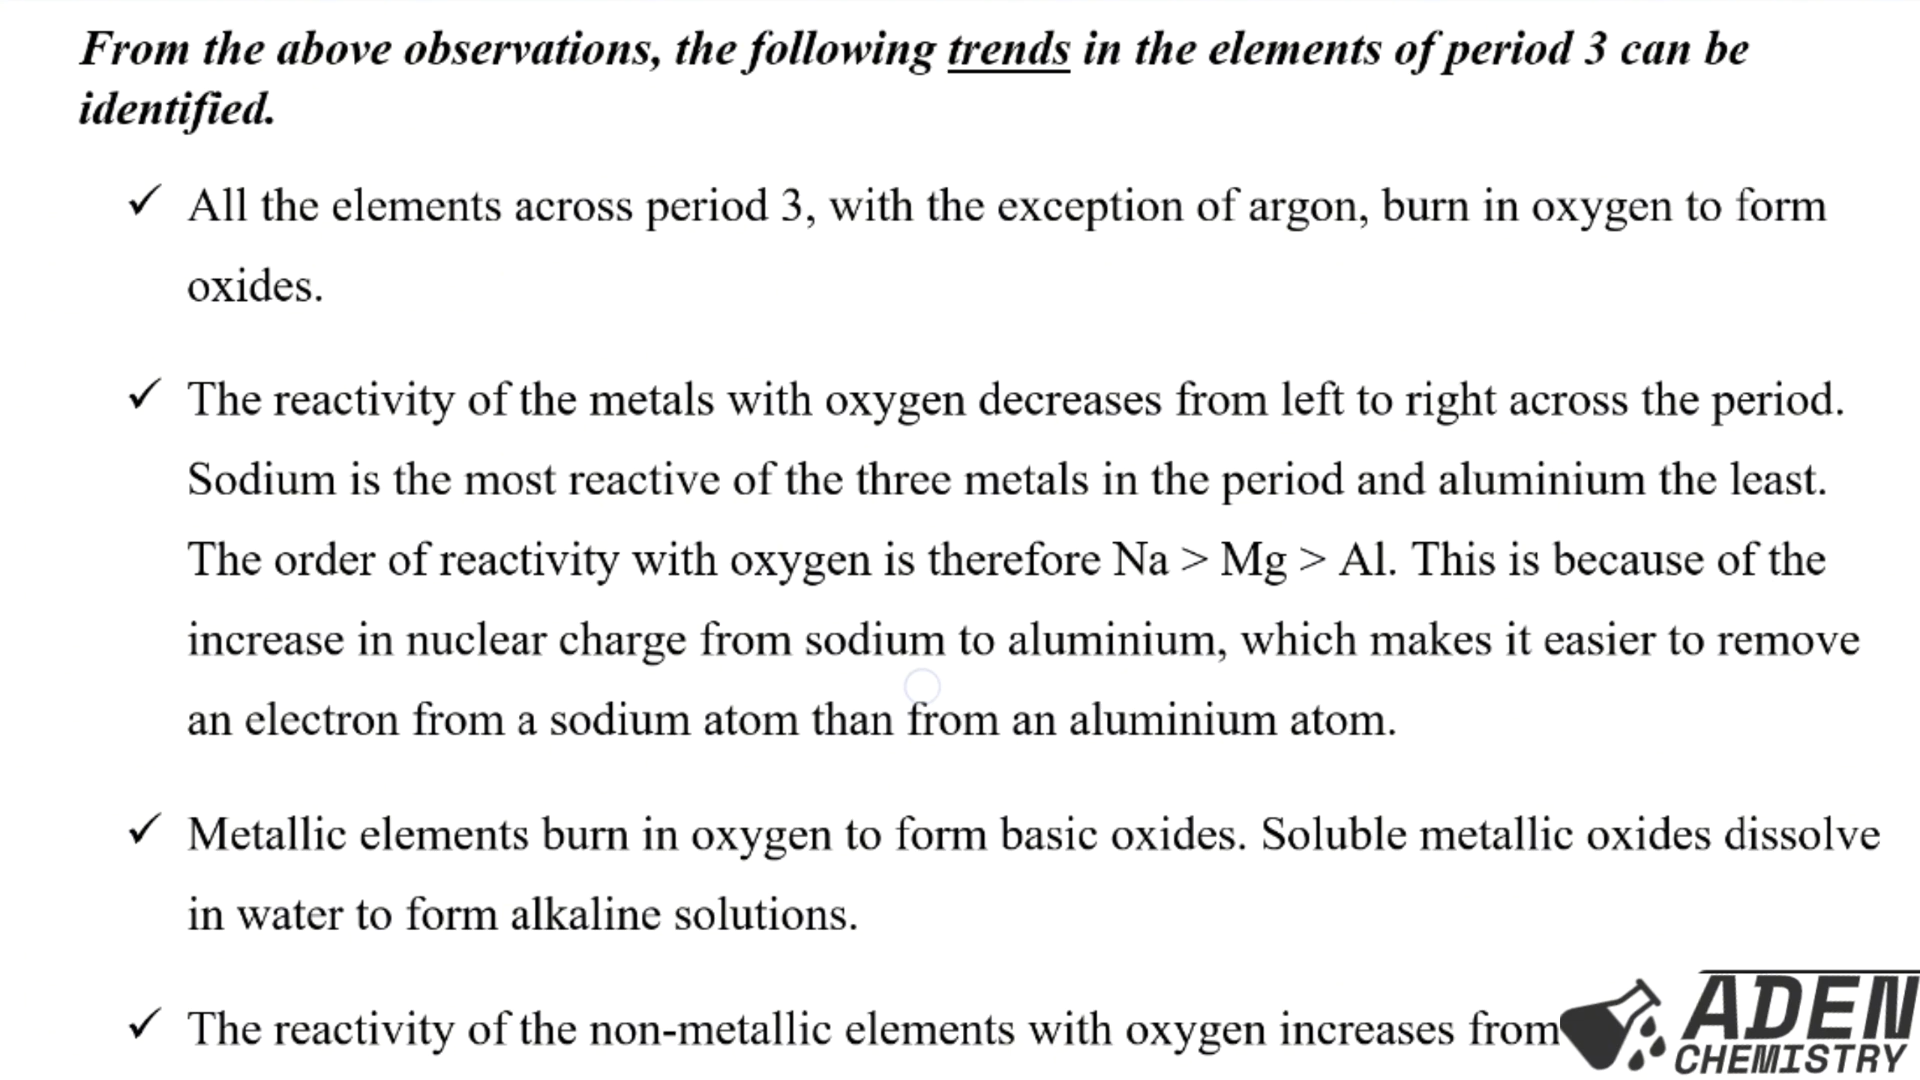 From the above observations, the following trends in the elements of period 3 can be
identified.
✓ All the elements across period 3, with the exception of argon, burn in oxygen to form
oxides.
✓ The reactivity of the metals with oxygen decreases from left to right across the period.
Sodium is the most reactive of the three metals in the period and aluminium the least.
The order of reactivity with oxygen is therefore Na > Mg > Al. This is because of the
increase in nuclear charge from sodium to aluminium, which makes it easier to remove
an electron from a sodium atom than from an aluminium atom.
✓ Metallic elements burn in oxygen to form basic oxides. Soluble metallic oxides dissolve
in water to form alkaline solutions.
✓ The reactivity of the non-metallic elements with oxygen increases from
ADEN
CHEMISTRY